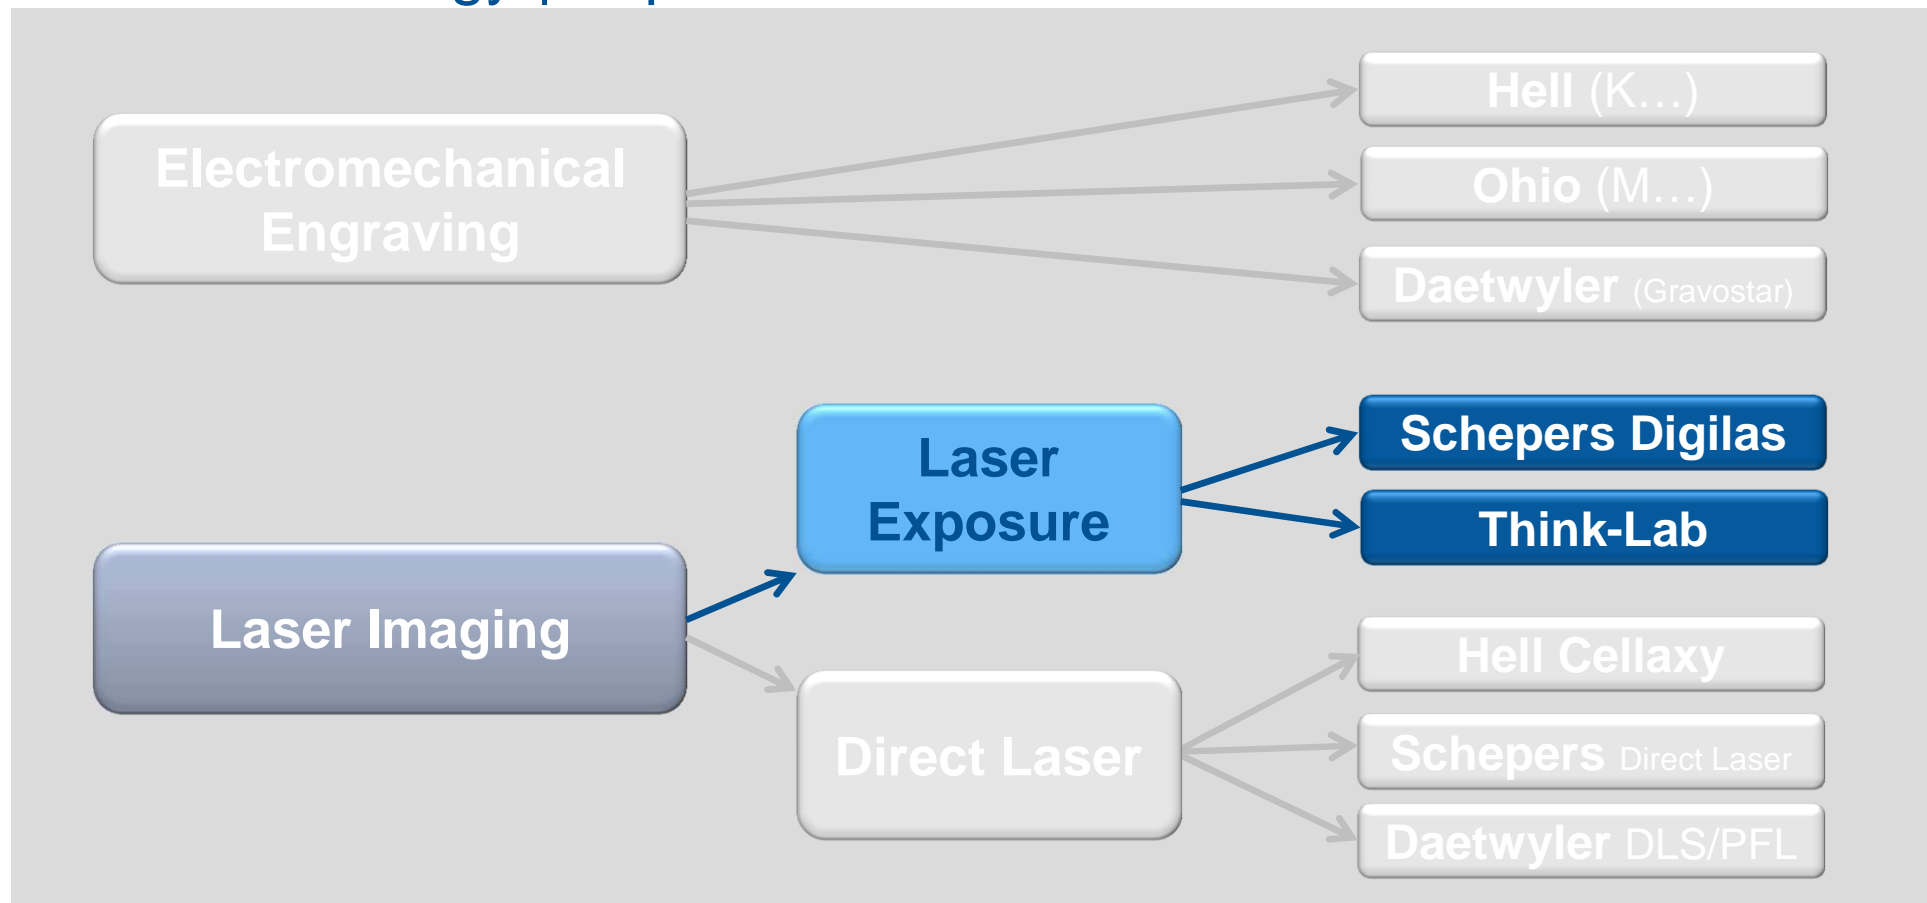 Electromechanical
Engraving
Hell (K…)
Ohio (M…)
Daetwyler (Gravostar)
Laser Imaging
Laser
Exposure
Schepers Digilas
Think-Lab
Direct Laser
Hell Cellaxy
Schepers Direct Laser
Daetwyler DLS/PFL